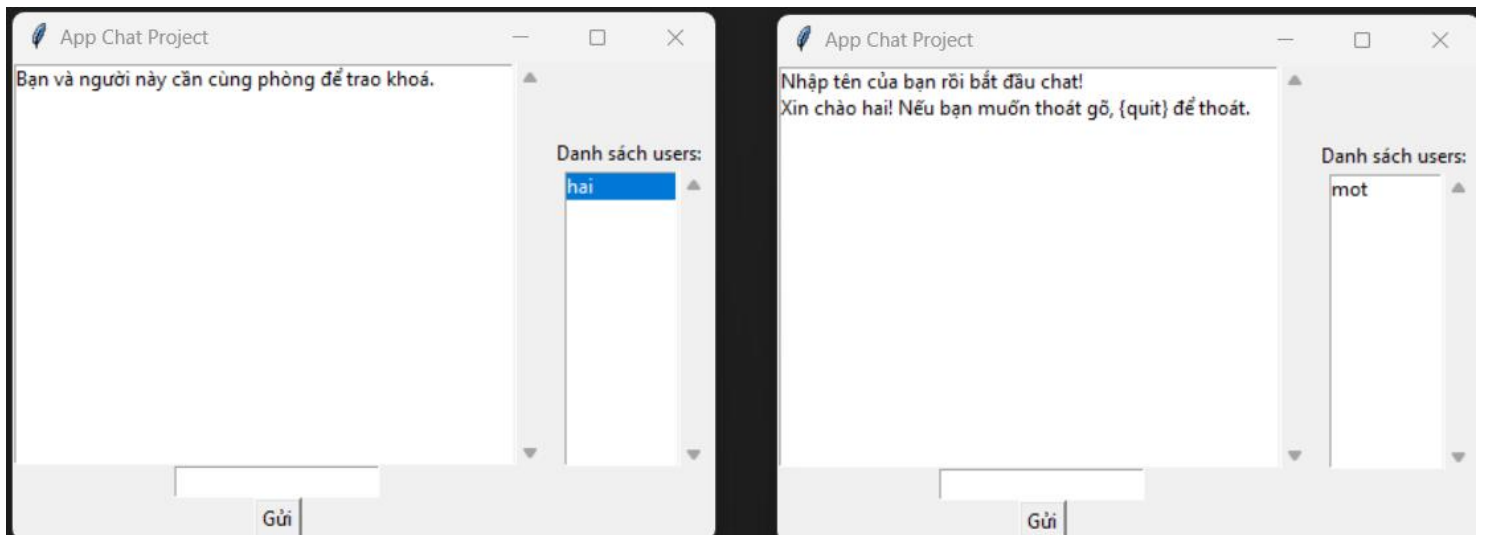 App Chat Project
Bạn và người này cần cùng phòng để trao khoá.
Danh sách users:
hai
Gửi
App Chat Project
Nhập tên của bạn rồi bắt đầu chat!
Xin chào hai! Nếu bạn muốn thoát gõ, {quit} để thoát.
Danh sách users:
mot
Gửi